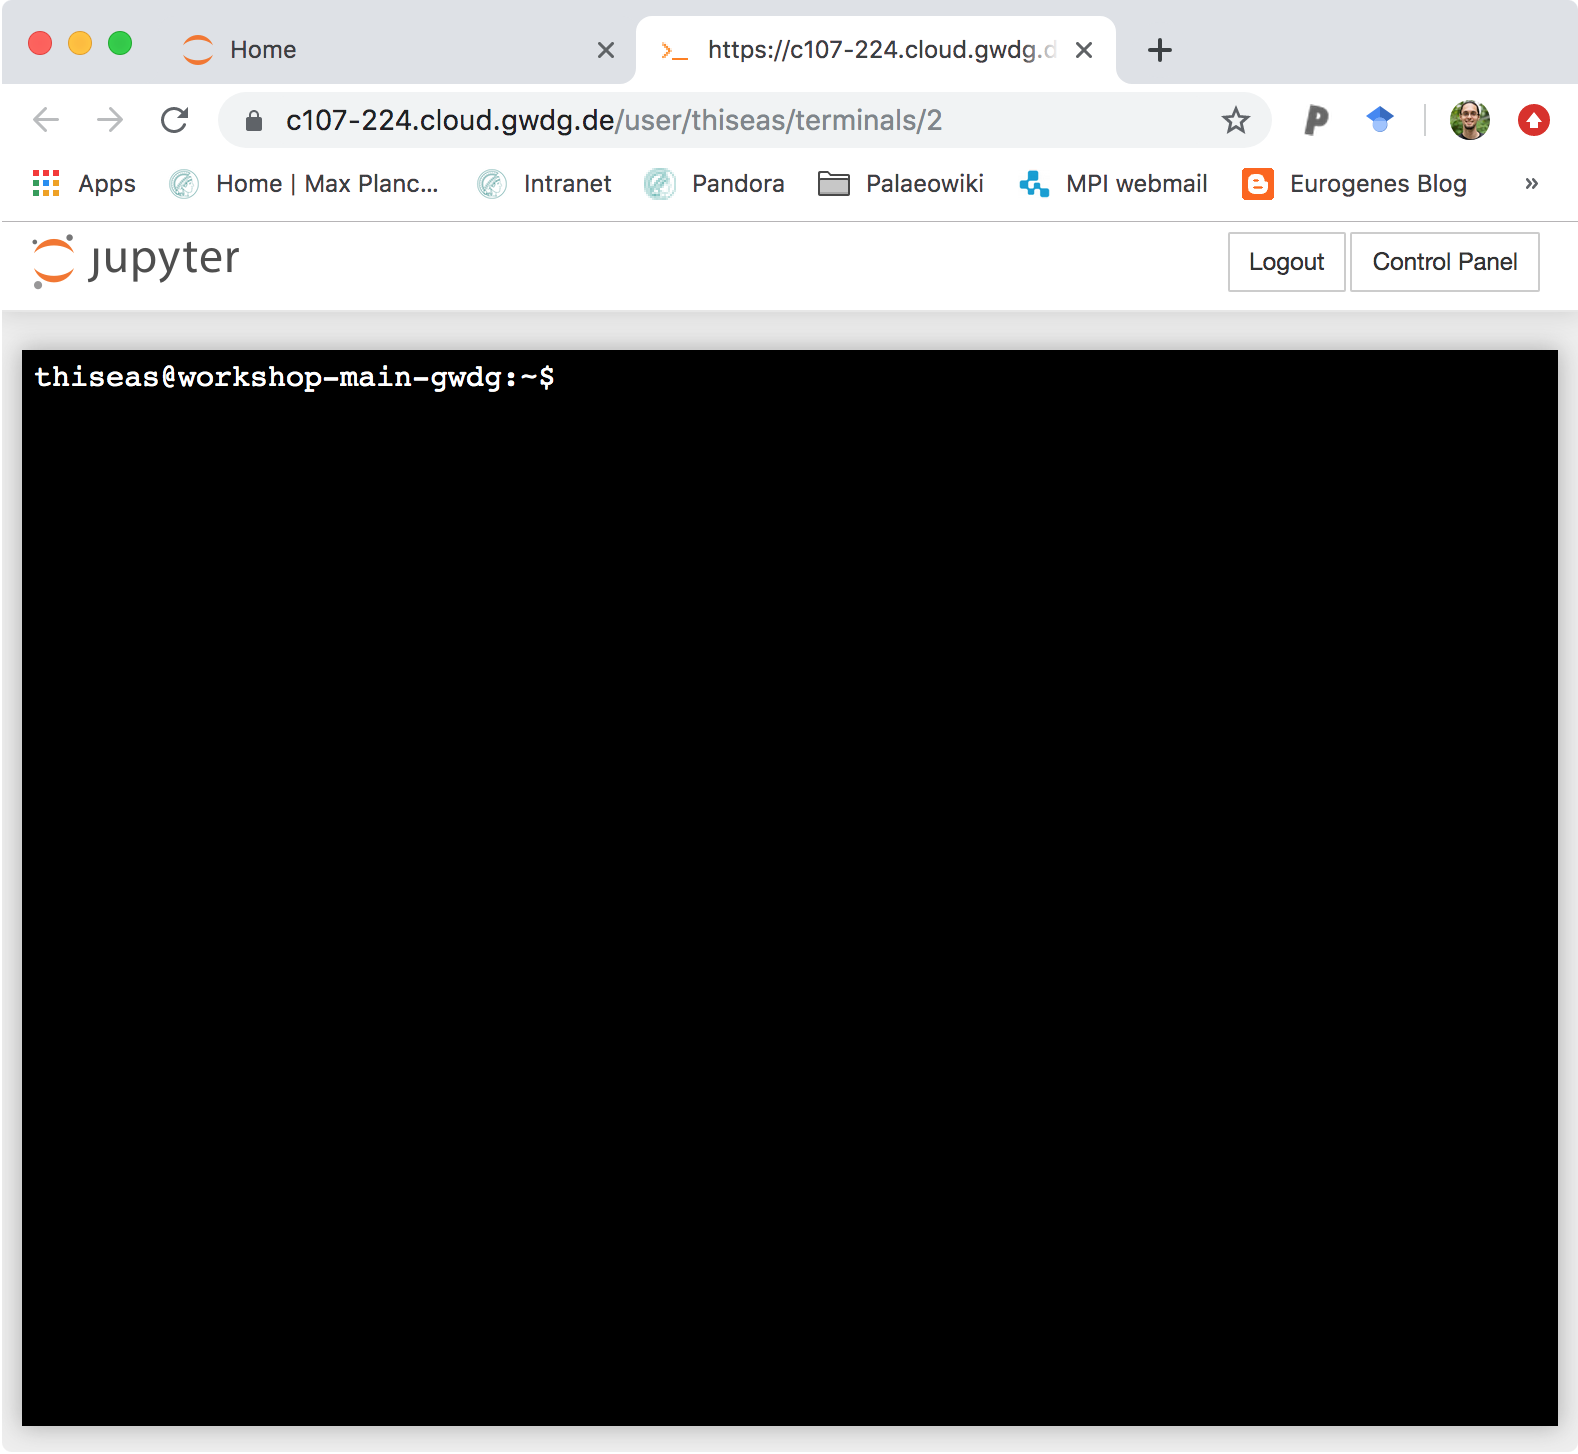 Home
https://c107-224.cloud.gwdg.d
c107-224.cloud.gwdg.de/user/thiseas/terminals/2
Apps Home | Max Planc... Intranet Pandora Palaeowiki MPI webmail Eurogenes Blog »
jupyter Logout Control Panel
thiseas@workshop-main-gwdg:~$